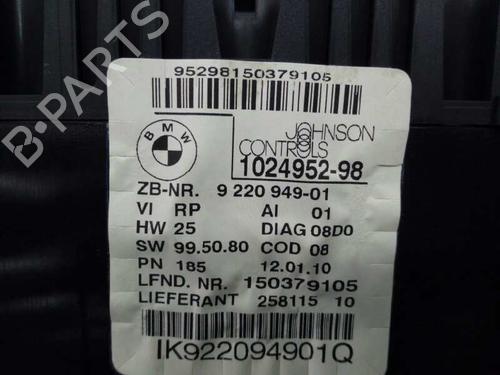 95298150379105
BMW
JOHNSON
CONTROLS
1024952-98
ZB-NR. 9 220 949-01
VI RP AI 01
HW 25 DIAG 08D0
SW 99.50.80 COD 08
PN 185 12.01.10
LFND. NR. 150379105
LIEFERANT 258115 10
IK922094901Q
B-PARTS